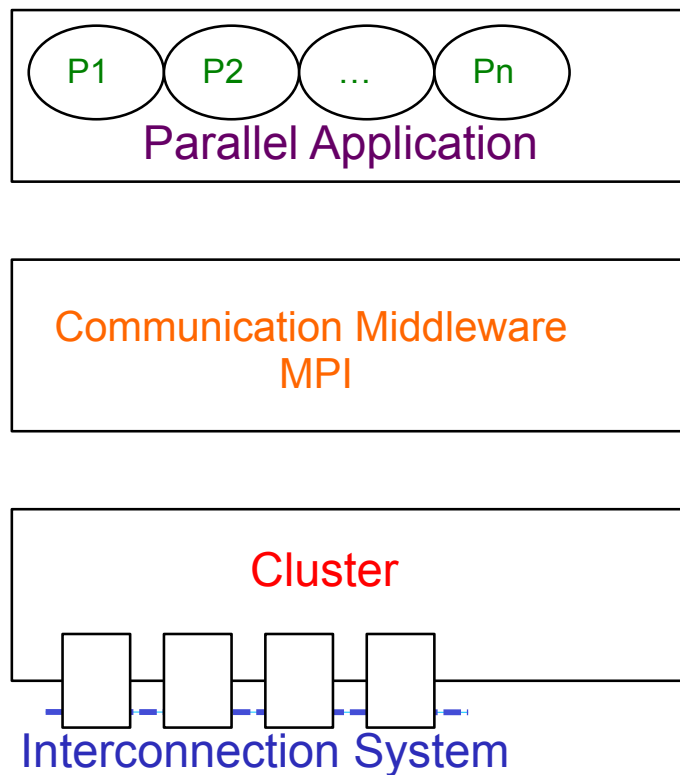 P1 P2 … Pn
Parallel Application
Communication Middleware
MPI
Cluster
Interconnection System